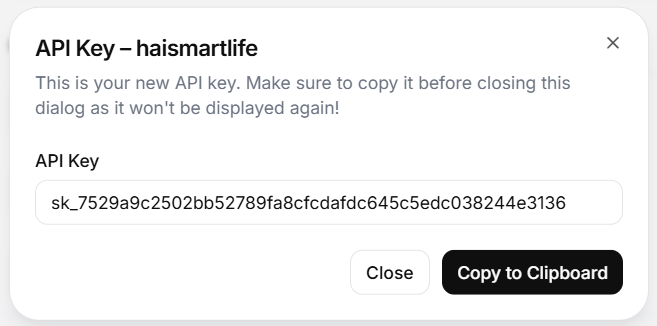 API Key – haismartlife
This is your new API key. Make sure to copy it before closing this
dialog as it won't be displayed again!
API Key
sk_7529a9c2502bb52789fa8cfcdafdc645c5edc038244e3136
Close
Copy to Clipboard